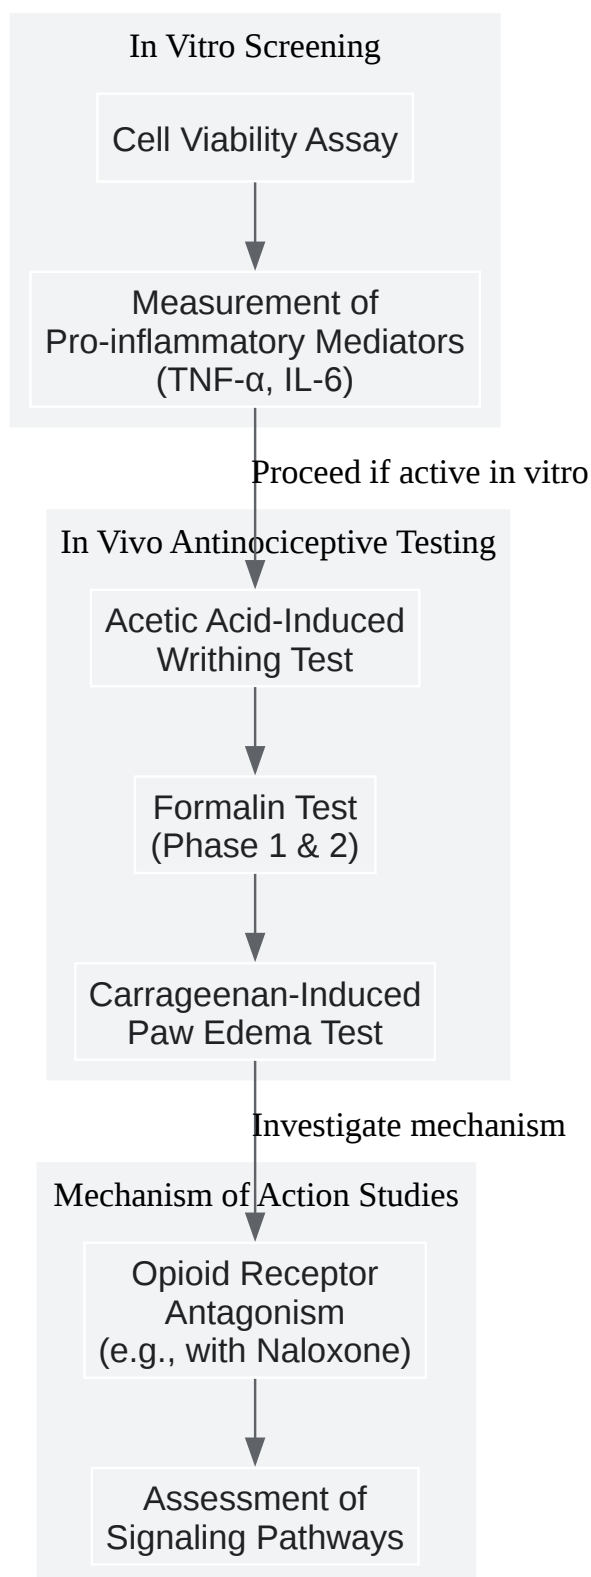 In Vitro Screening
Cell Viability Assay
Measurement of
Pro-inflammatory Mediators
(TNF-α, IL-6)
Proceed if active in vitro
In Vivo Antinociceptive Testing
Acetic Acid-Induced
Writhing Test
Formalin Test
(Phase 1 & 2)
Carrageenan-Induced
Paw Edema Test
Investigate mechanism
Mechanism of Action Studies
Opioid Receptor
Antagonism
(e.g., with Naloxone)
Assessment of
Signaling Pathways